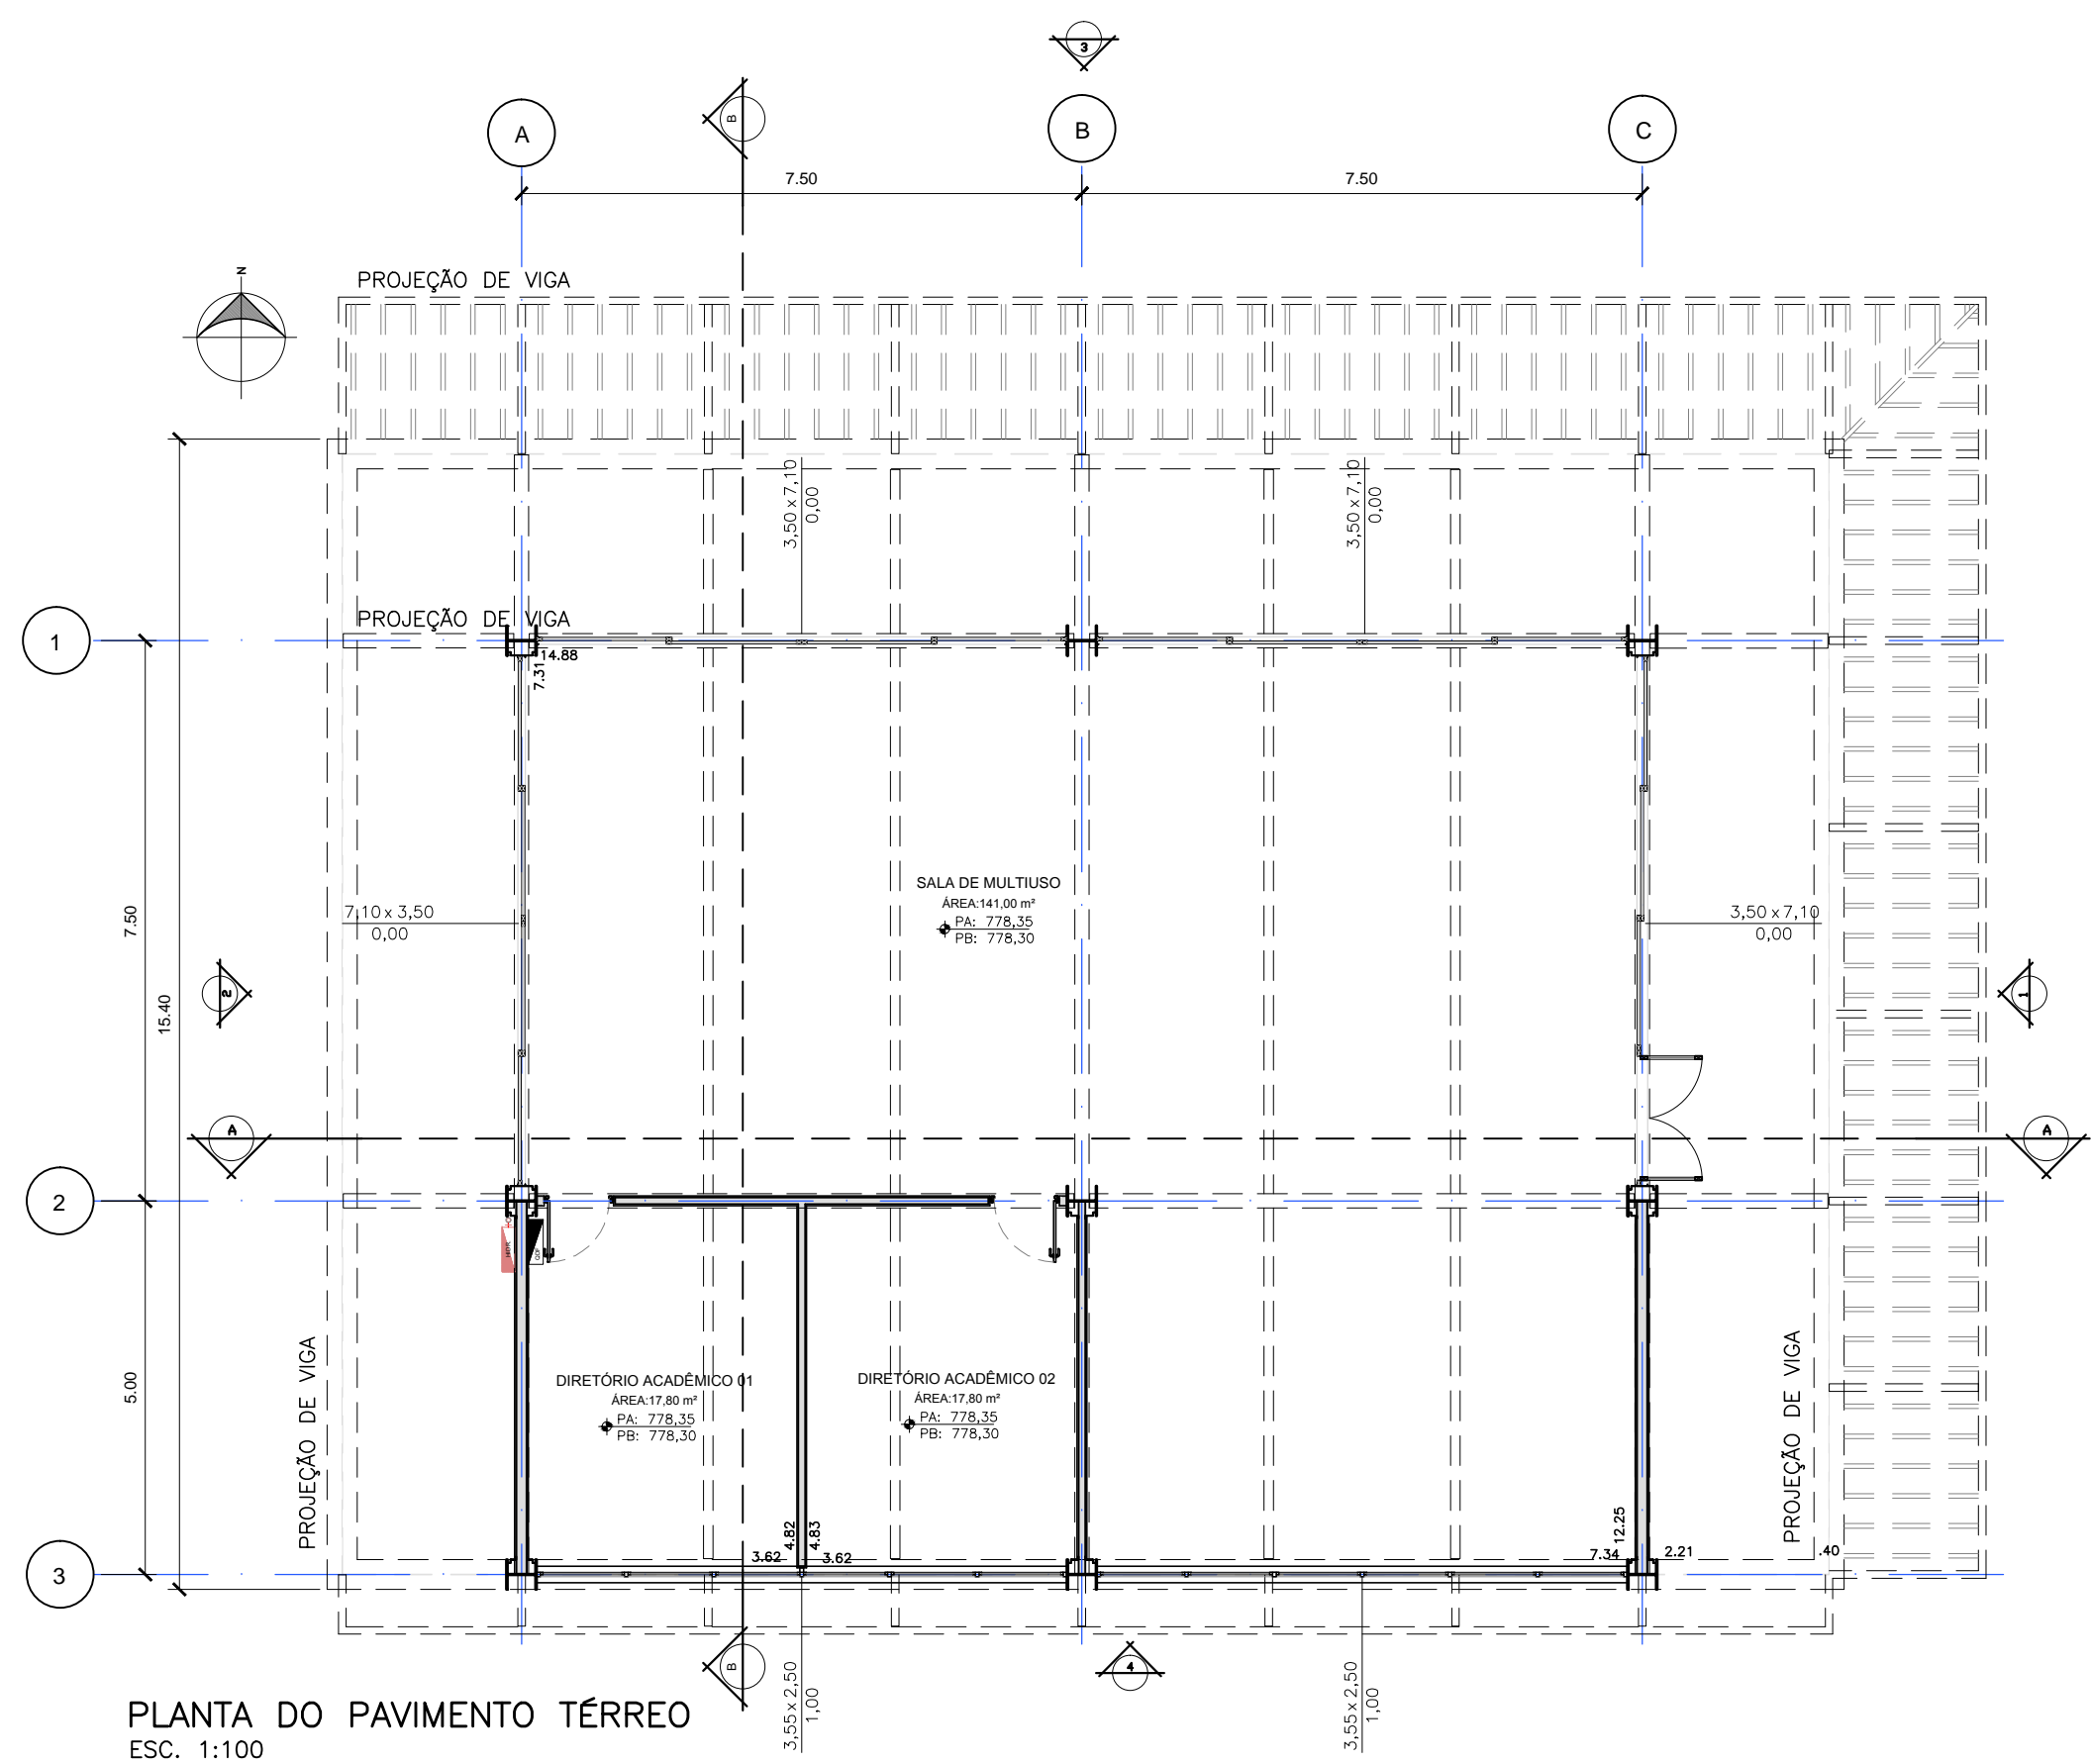 3
A
B
B
C
7.50
7.50
N
PROJEÇÃO DE VIGA
3,50 x 7,10
0,00
3,50 x 7,10
0,00
1
PROJEÇÃO DE VIGA
14.88
7.31
7.50
15.40
SALA DE MULTIUSO
ÁREA:141,00 m²
PA: 778,35
PB: 778,30
7,10 x 3,50
0,00
3,50 x 7,10
0,00
2
1
A
A
2
QDF
5.00
PROJEÇÃO DE VIGA
DIRETÓRIO ACADÊMICO 01
ÁREA:17,80 m²
PA: 778,35
PB: 778,30
DIRETÓRIO ACADÊMICO 02
ÁREA:17,80 m²
PA: 778,35
PB: 778,30
PROJEÇÃO DE VIGA
4.82
4.83
3.62
3.62
12.25
7.34
2.21
.40
3
B
4
3,55 x 2,50
1,00
3,55 x 2,50
1,00
PLANTA DO PAVIMENTO TÉRREO
ESC. 1:100